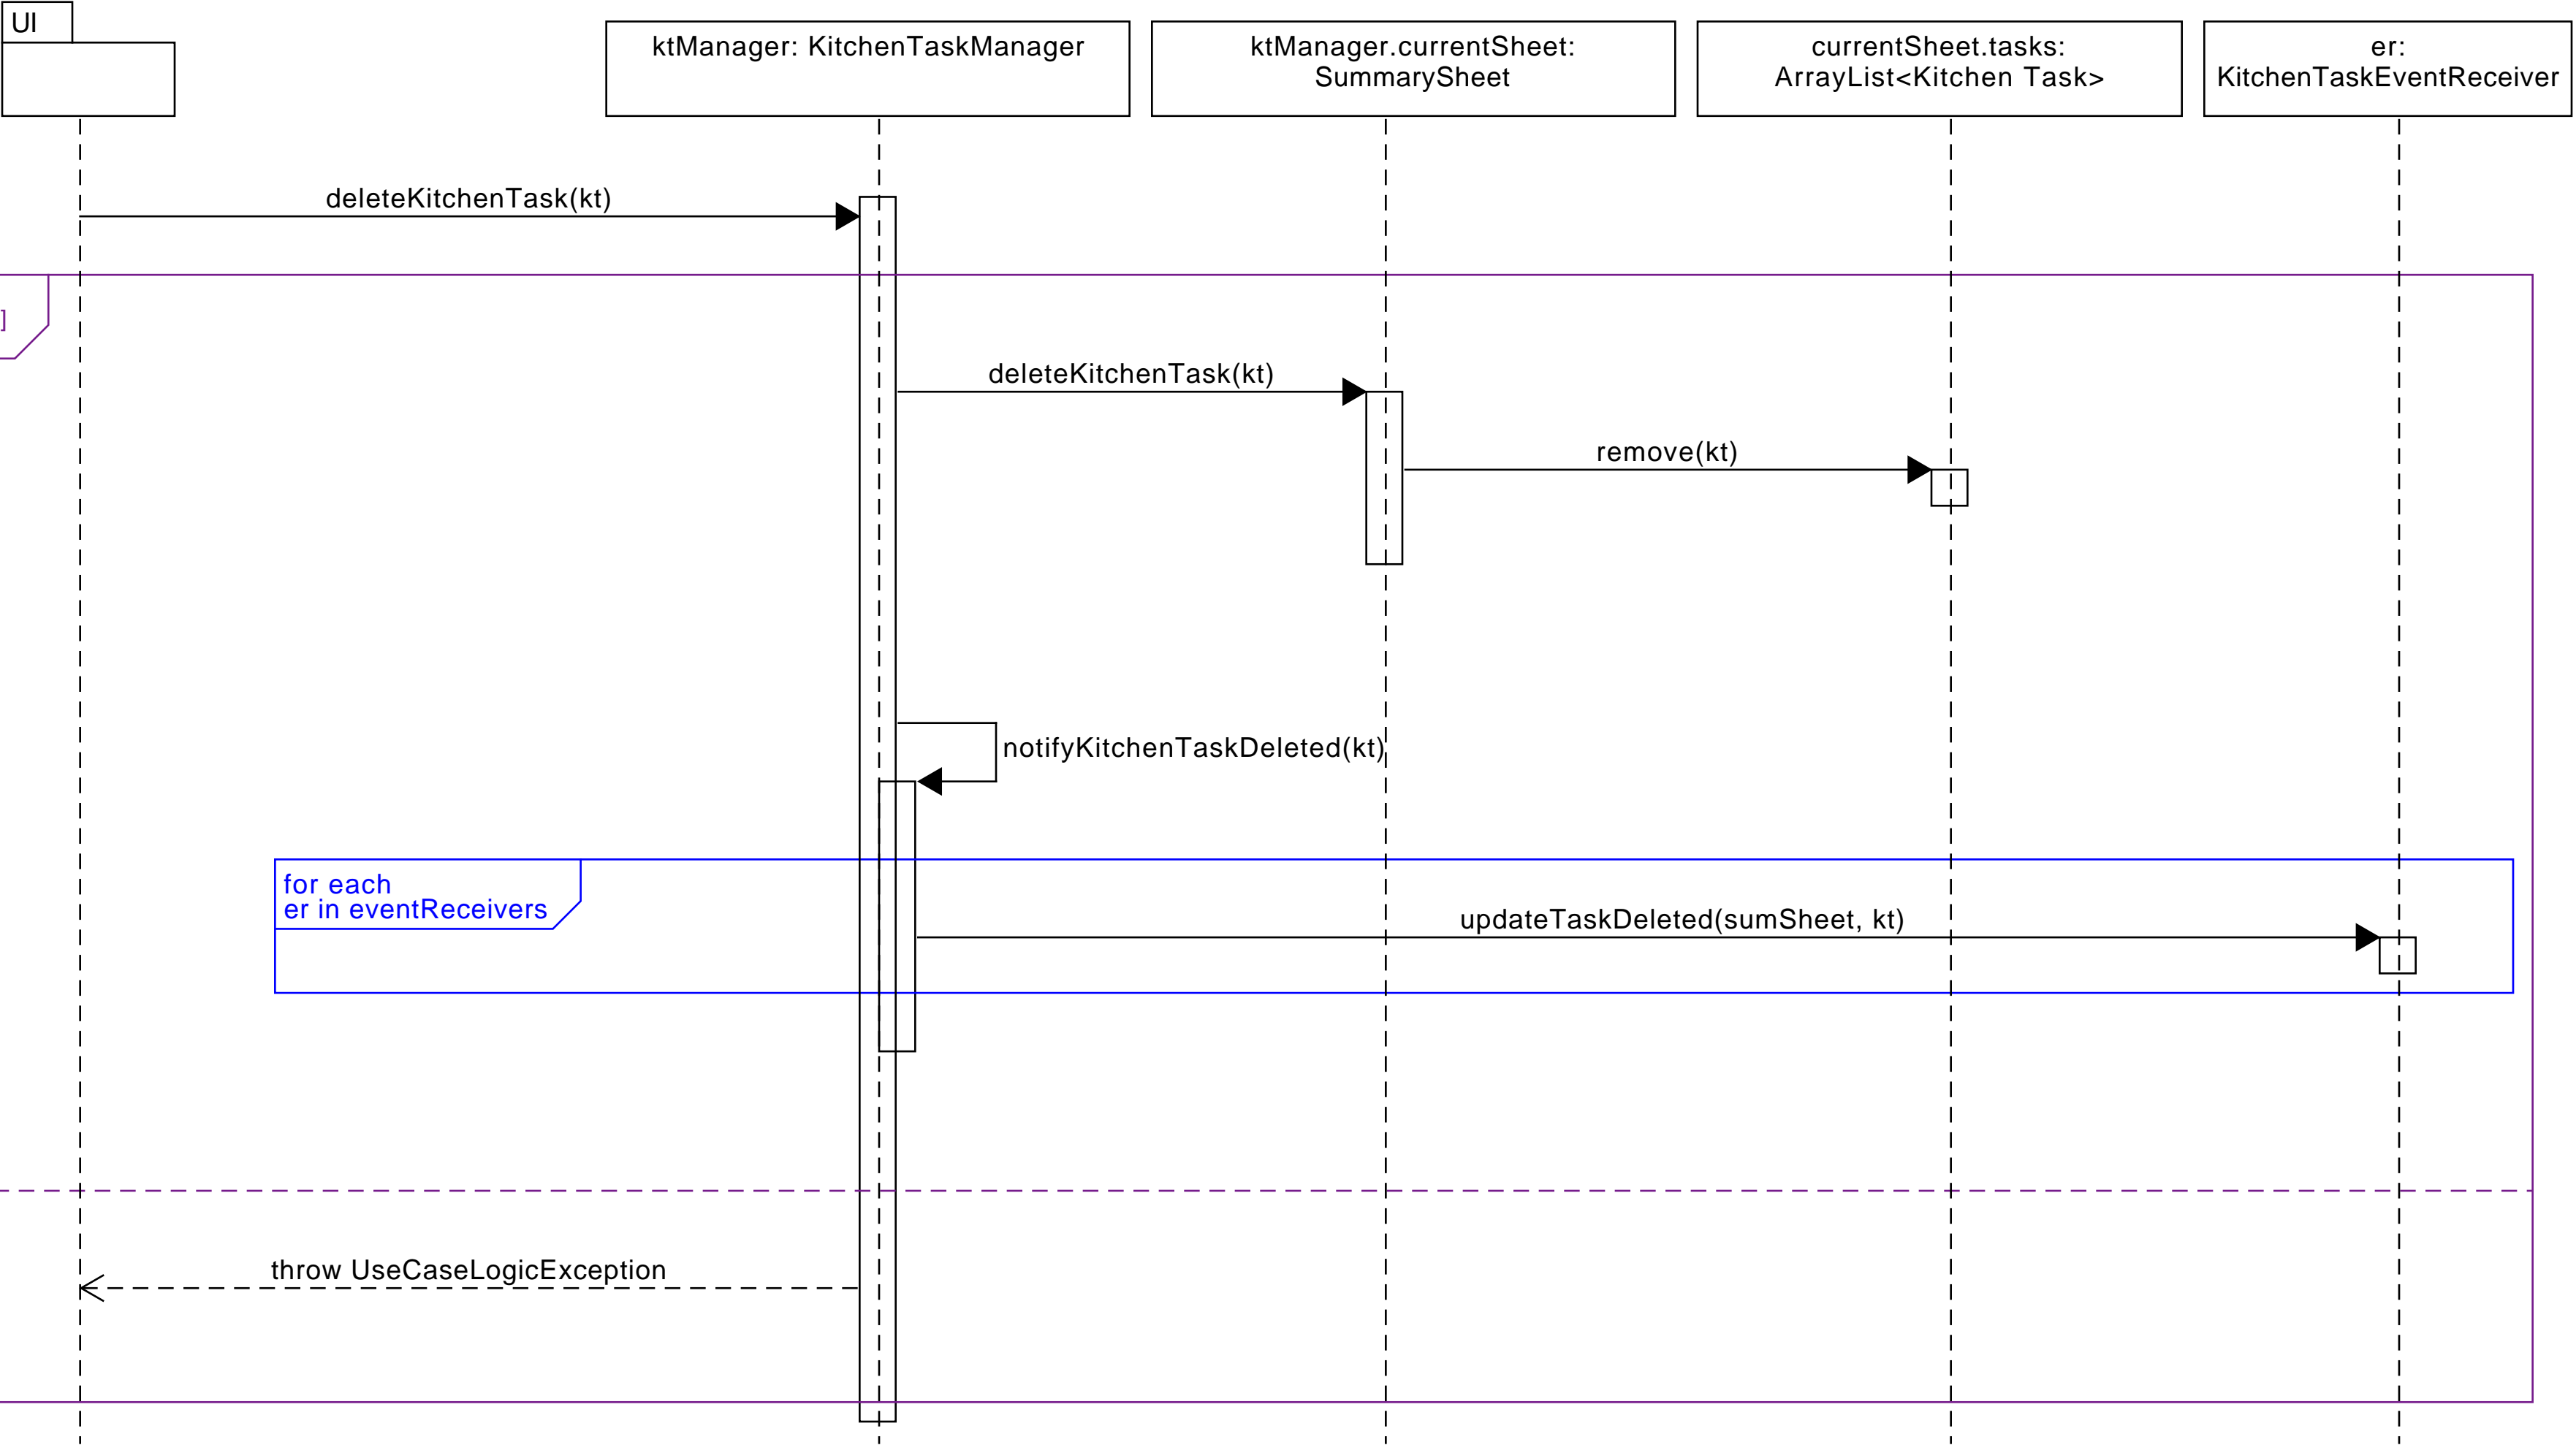 UI
ktManager: KitchenTaskManager
ktManager.currentSheet:
SummarySheet
currentSheet.tasks:
ArrayList<Kitchen Task>
er:
KitchenTaskEventReceiver
deleteKitchenTask(kt)
]
deleteKitchenTask(kt)
remove(kt)
notifyKitchenTaskDeleted(kt)
for each
er in eventReceivers
updateTaskDeleted(sumSheet, kt)
throw UseCaseLogicException